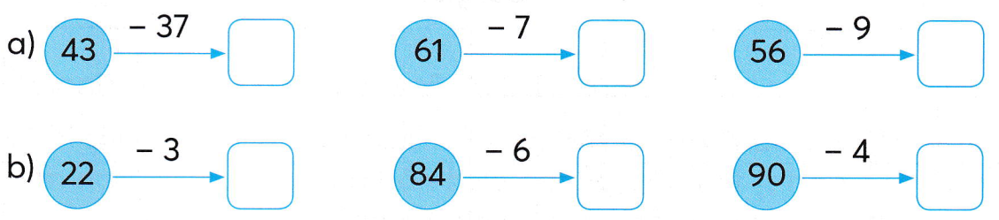 a) 43 – 37 61 – 7 56 – 9
b) 22 – 3 84 – 6 90 – 4